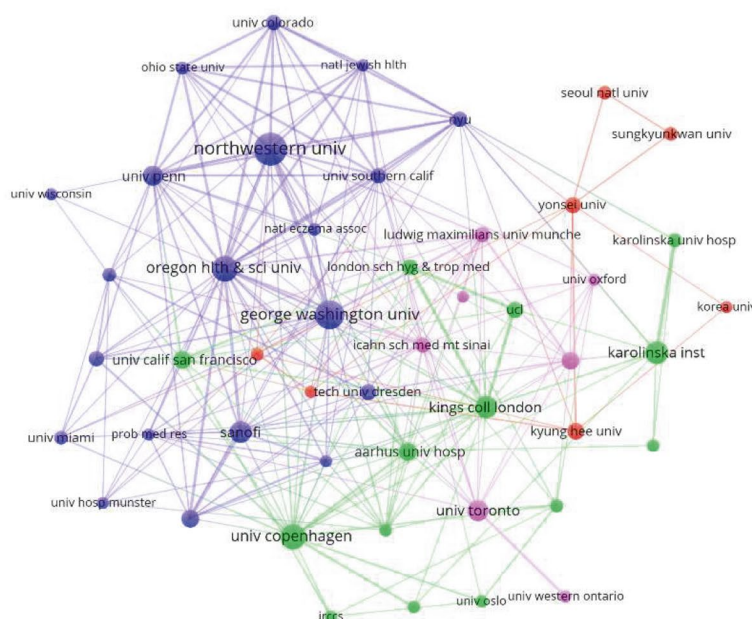 univ colorado
ohio state univ
natl jewish hlth
seoul natl univ
nyu
sungkyunkwan univ
northwestern univ
univ penn
univ southern calif
univ wisconsin
yonsei univ
natl eczema assoc
ludwig maximilians univ munche
karolinska univ hosp
oregon hlth & sci univ
london sch hyg & trop med
univ oxford
george washington univ
ucl
korea univ
icahn sch med mt sinai
univ calif san francisco
karolinska inst
tech univ dresden
kings coll london
univ miami
prob med res
sanofi
kyung hee univ
aarhus univ hosp
univ hosp munster
univ toronto
univ copenhagen
univ oslo
univ western ontario
irccs